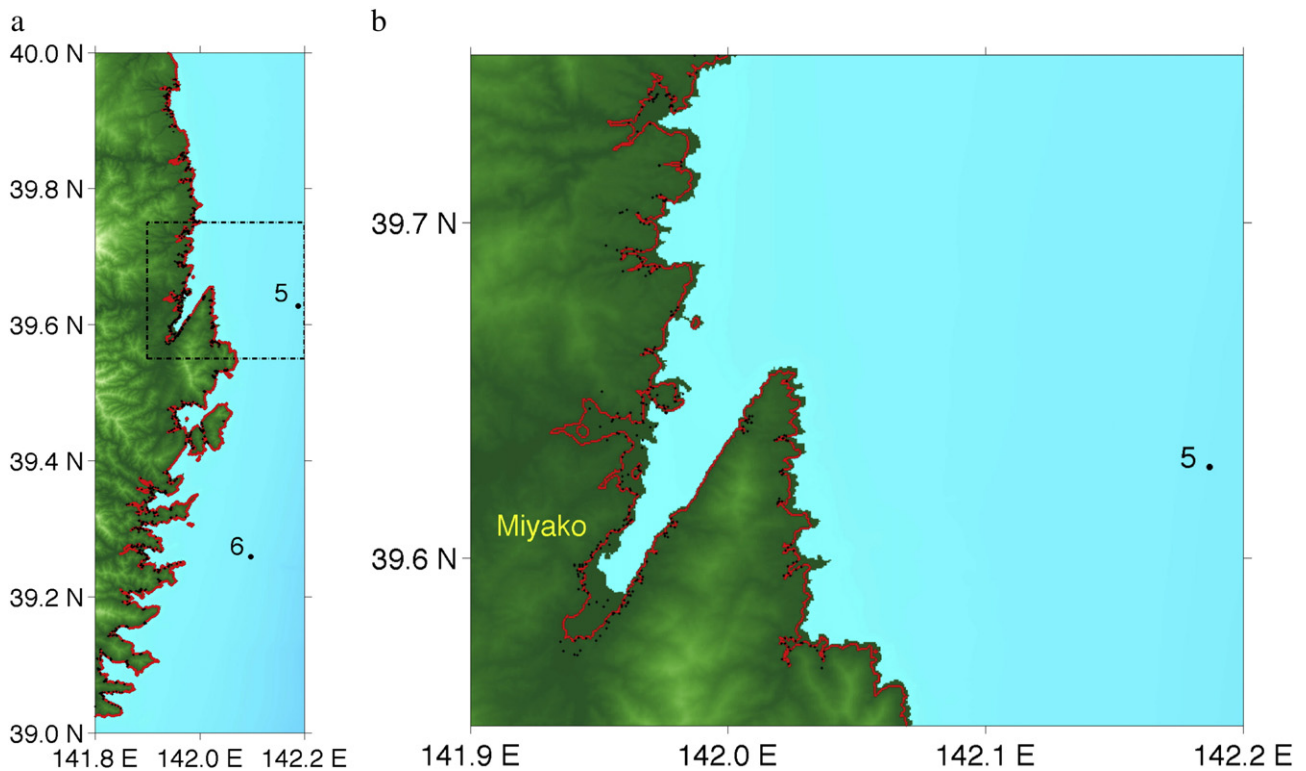 a
40.0 N
39.8 N
39.6 N
39.4 N
39.2 N
39.0 N
141.8 E 142.0 E 142.2 E
5
6
b
39.7 N
39.6 N
141.9 E 142.0 E 142.1 E 142.2 E
Miyako
5